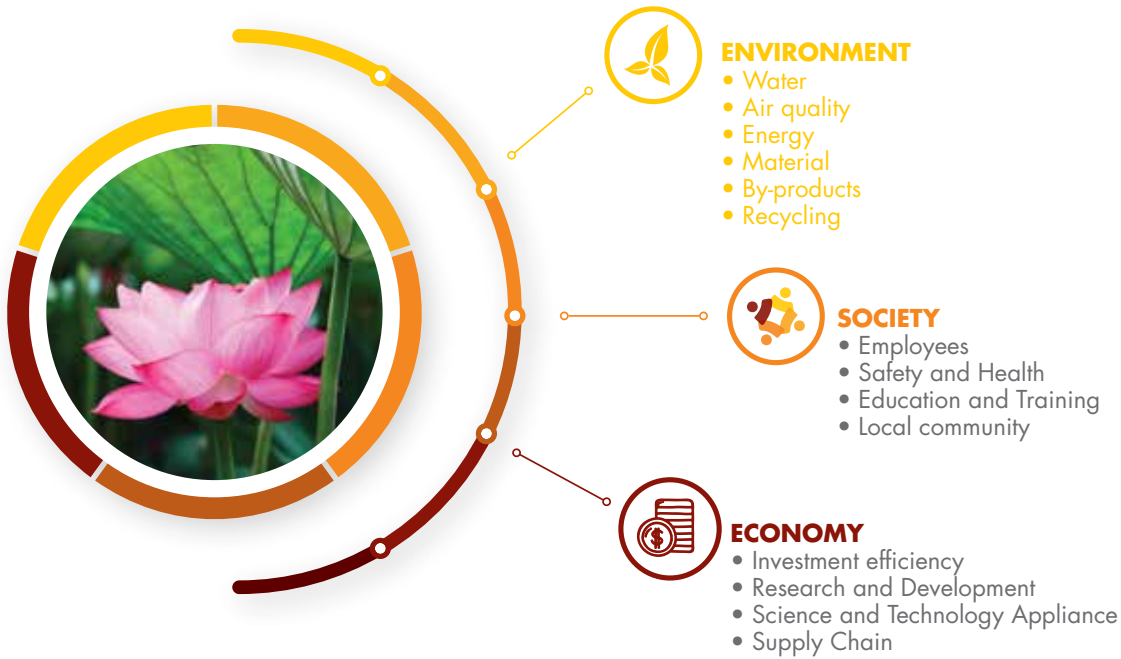 ENVIRONMENT
• Water
• Air quality
• Energy
• Material
• By-products
• Recycling
SOCIETY
• Employees
• Safety and Health
• Education and Training
• Local community
$
ECONOMY
• Investment efficiency
• Research and Development
• Science and Technology Appliance
• Supply Chain